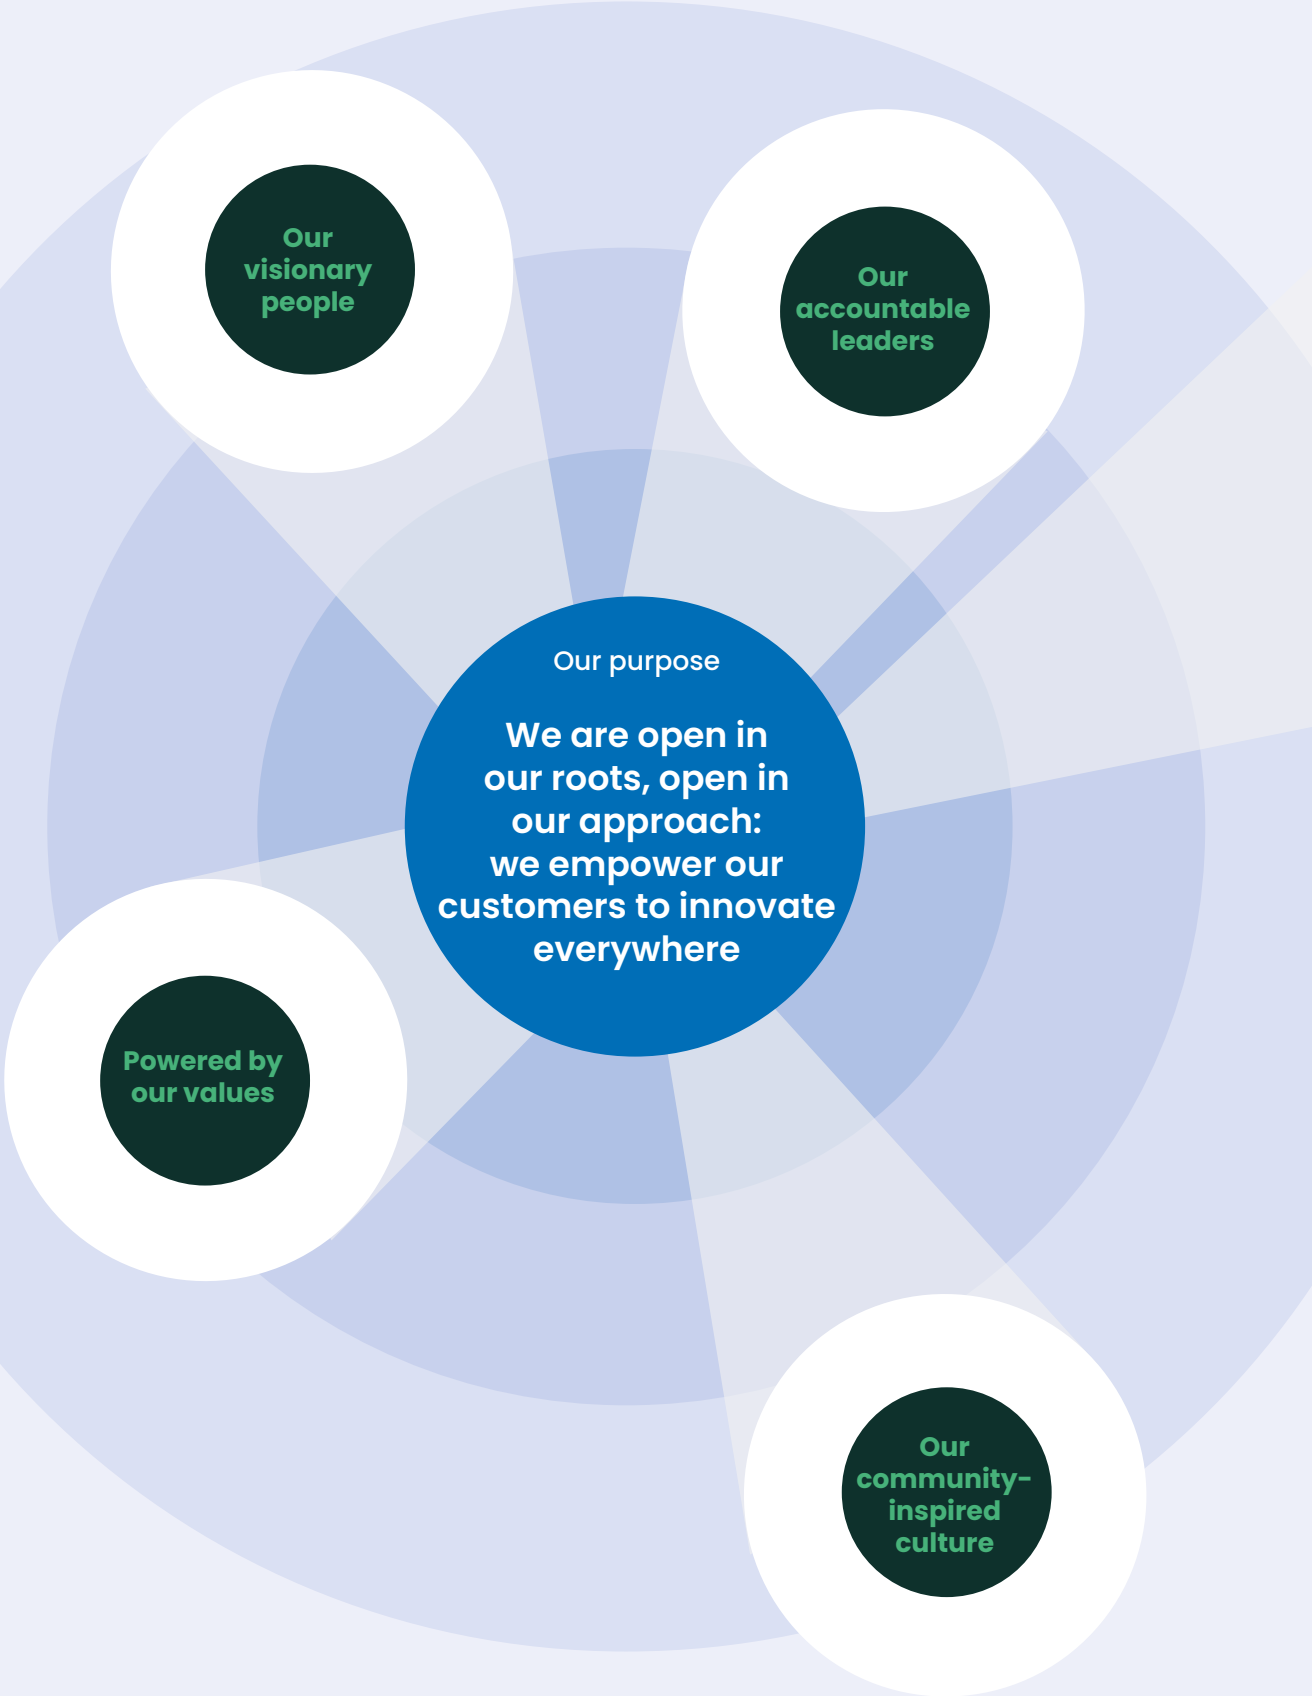 Our
visionary
people
Our
accountable
leaders
Our purpose
We are open in
our roots, open in
our approach:
we empower our
customers to innovate
everywhere
Powered by
our values
Our
community-
inspired
culture